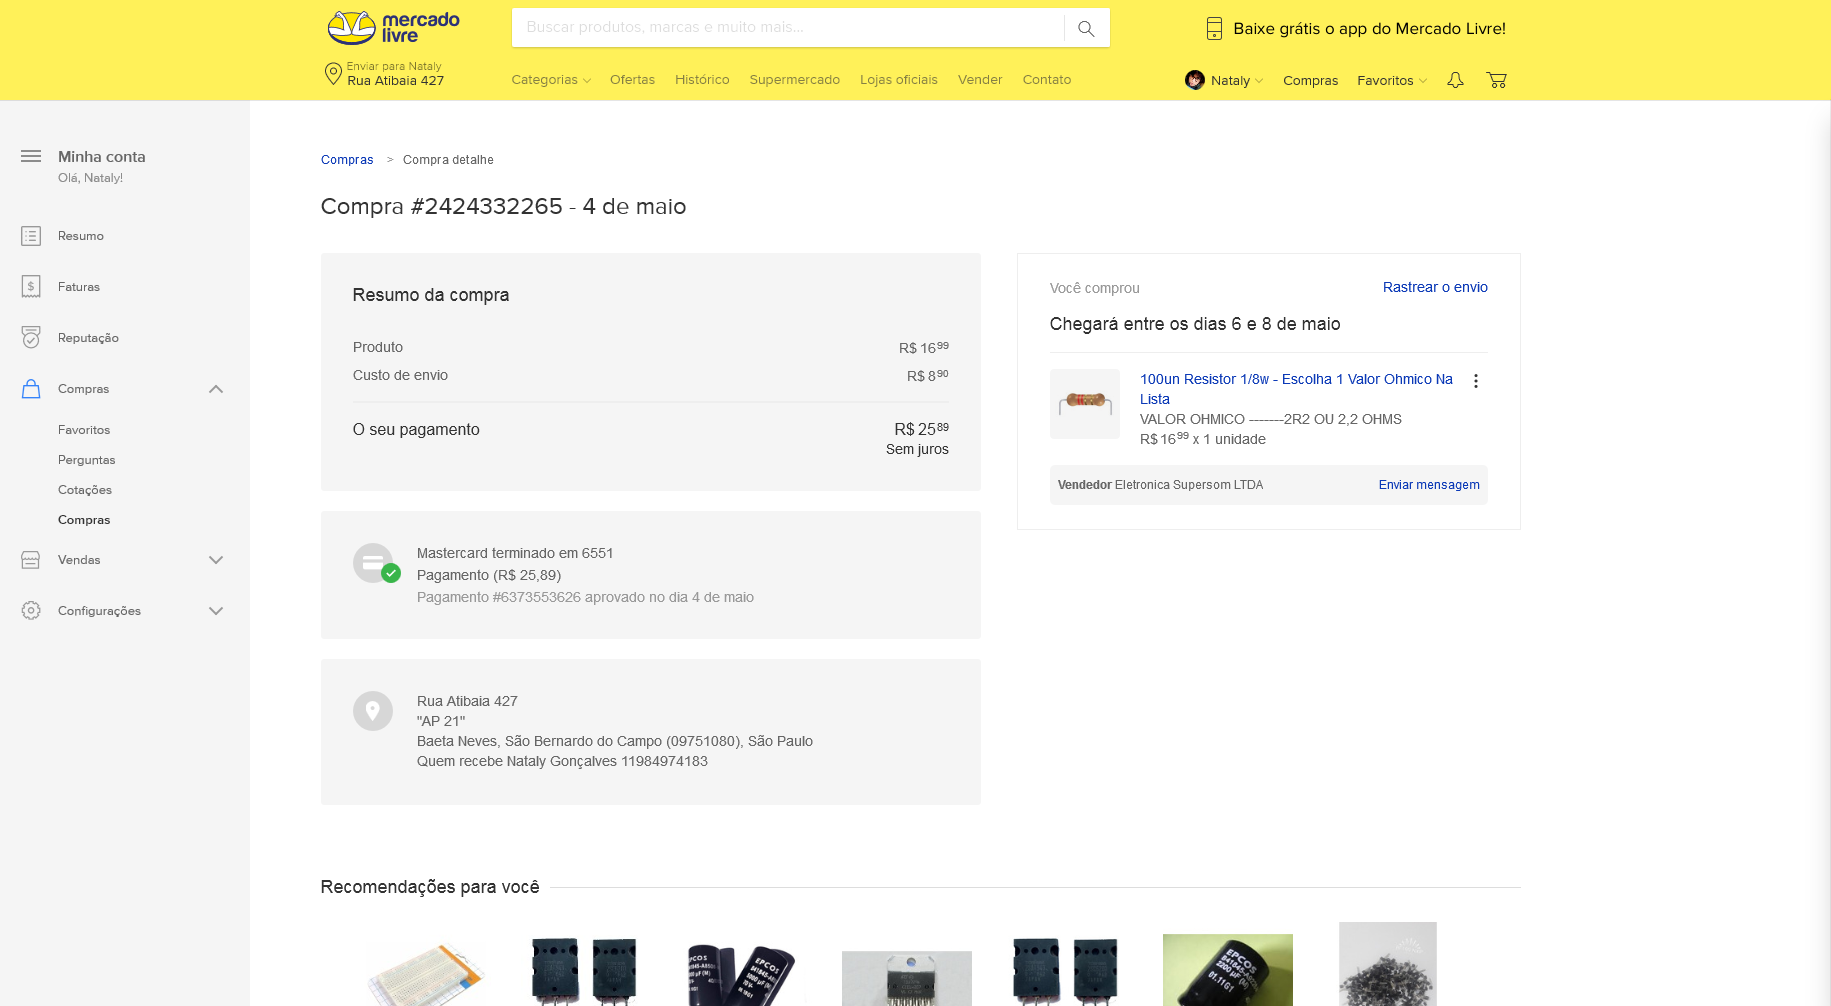 mercado
livre
Buscar produtos, marcas e muito mais...
Baixe grátis o app do Mercado Livre!
Enviar para Nataly
Rua Atibaia 427
Categorias
Ofertas
Histórico
Supermercado
Lojas oficiais
Vender
Contato
Nataly
Compras
Favoritos
Minha conta
Olá, Nataly!
Resumo
Faturas
Reputação
Compras
Favoritos
Perguntas
Cotações
Compras
Vendas
Configurações
Compras > Compra detalhe
Compra #2424332265 - 4 de maio
Resumo da compra
Produto R$ 16 99
Custo de envio R$ 8 90
O seu pagamento R$ 25 89
Sem juros
Mastercard terminado em 6551
Pagamento (R$ 25,89)
Pagamento #6373553626 aprovado no dia 4 de maio
Rua Atibaia 427
"AP 21"
Baeta Neves, São Bernardo do Campo (09751080), São Paulo
Quem recebe Nataly Gonçalves 11984974183
Você comprou Rastrear o envio
Chegará entre os dias 6 e 8 de maio
100un Resistor 1/8w - Escolha 1 Valor Ohmico Na
Lista
VALOR OHMICO -------2R2 OU 2,2 OHMS
R$ 16 99 x 1 unidade
Vendedor Eletronica Supersom LTDA Enviar mensagem
Recomendações para você
EPCOS
EPCOS
EPCOS